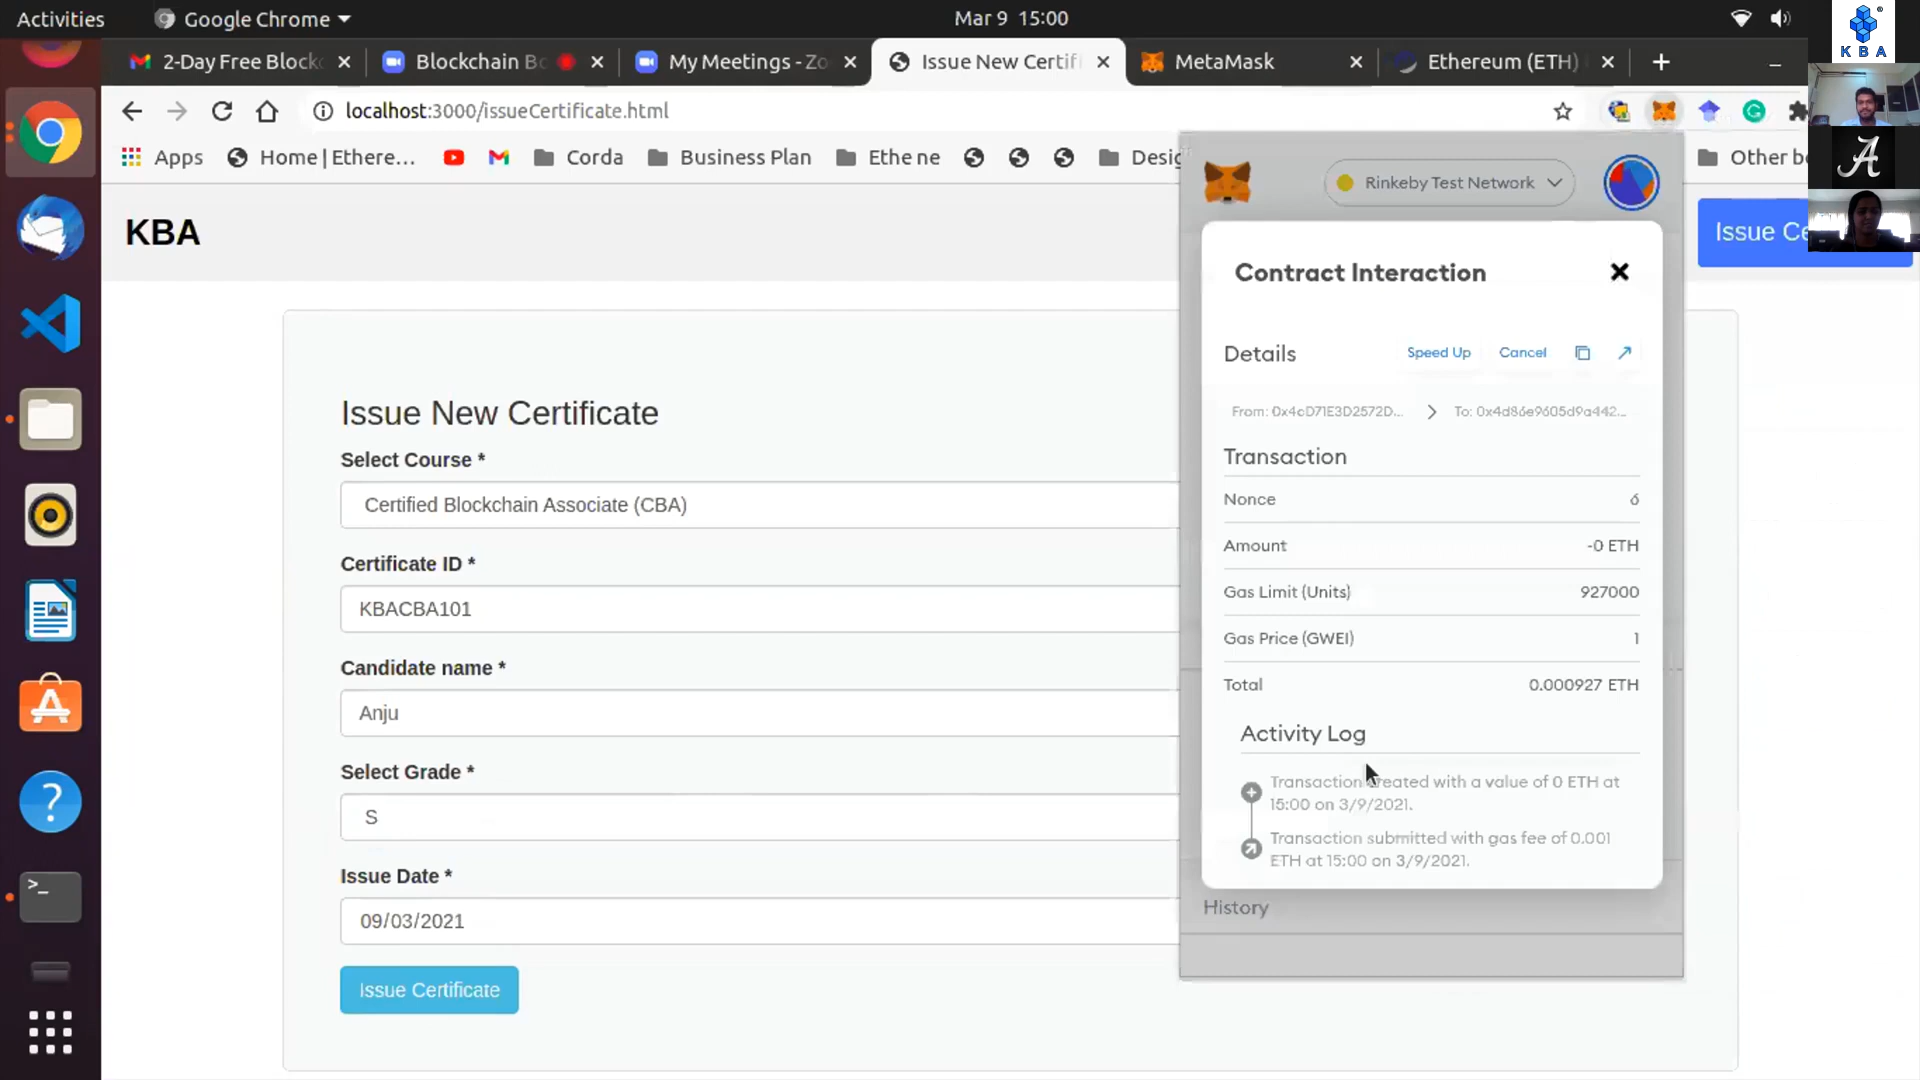 Activities
Google Chrome
Mar 9 15:00
KBA
2-Day Free Block
Blockchain B
My Meetings - Zo
Issue New Certif
MetaMask
Ethereum (ETH)
localhost:3000/issueCertificate.html
Apps
Home | Ethere...
Corda
Business Plan
Ethe ne
Desig
Other b
Rinkeby Test Network
KBA
Issue Ce
Contract Interaction
Details
Speed Up
Cancel
From: 0x4cD71E3D2572D...
To: 0x4d86e9605d9a442...
Transaction
Nonce 6
Amount -0 ETH
Gas Limit (Units) 927000
Gas Price (GWEI) 1
Total 0.000927 ETH
Activity Log
Transaction created with a value of 0 ETH at
15:00 on 3/9/2021.
Transaction submitted with gas fee of 0.001
ETH at 15:00 on 3/9/2021.
History
Issue New Certificate
Select Course *
Certified Blockchain Associate (CBA)
Certificate ID *
KBACBA101
Candidate name *
Anju
Select Grade *
S
Issue Date *
09/03/2021
Issue Certificate
A